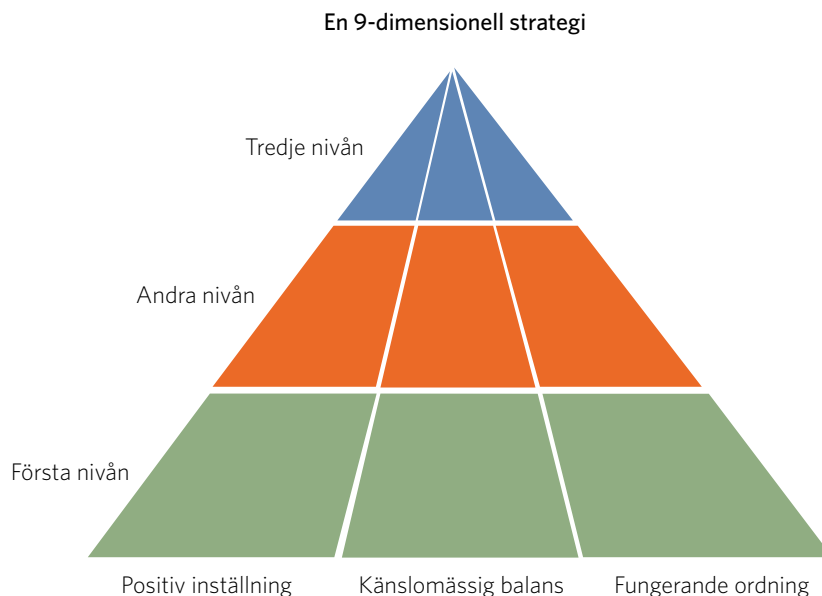 En 9-dimensionell strategi
Tredje nivån
Andra nivån
Första nivån
Positiv inställning Känslomässig balans Fungerande ordning